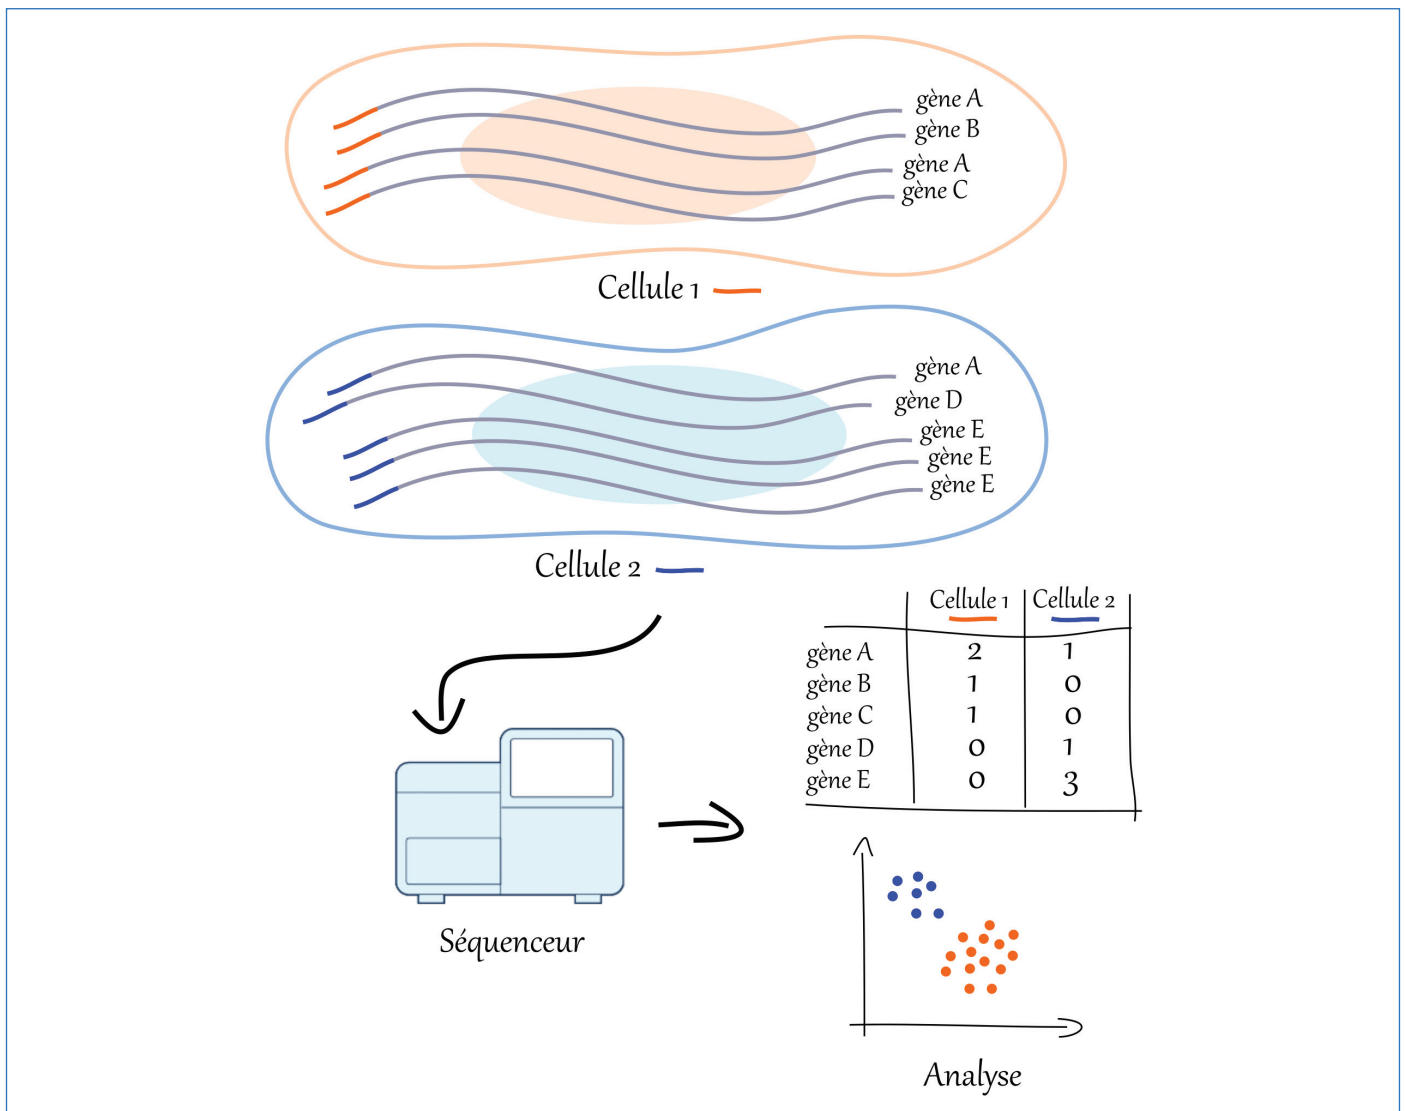 gène A
gène B
gène A
gène C
Cellule 1
gène A
gène D
gène E
gène E
gène E
Cellule 2
Cellule 1 Cellule 2
gène A 2 1
gène B 1 0
gène C 1 0
gène D 0 1
gène E 0 3
Séquenceur
Analyse